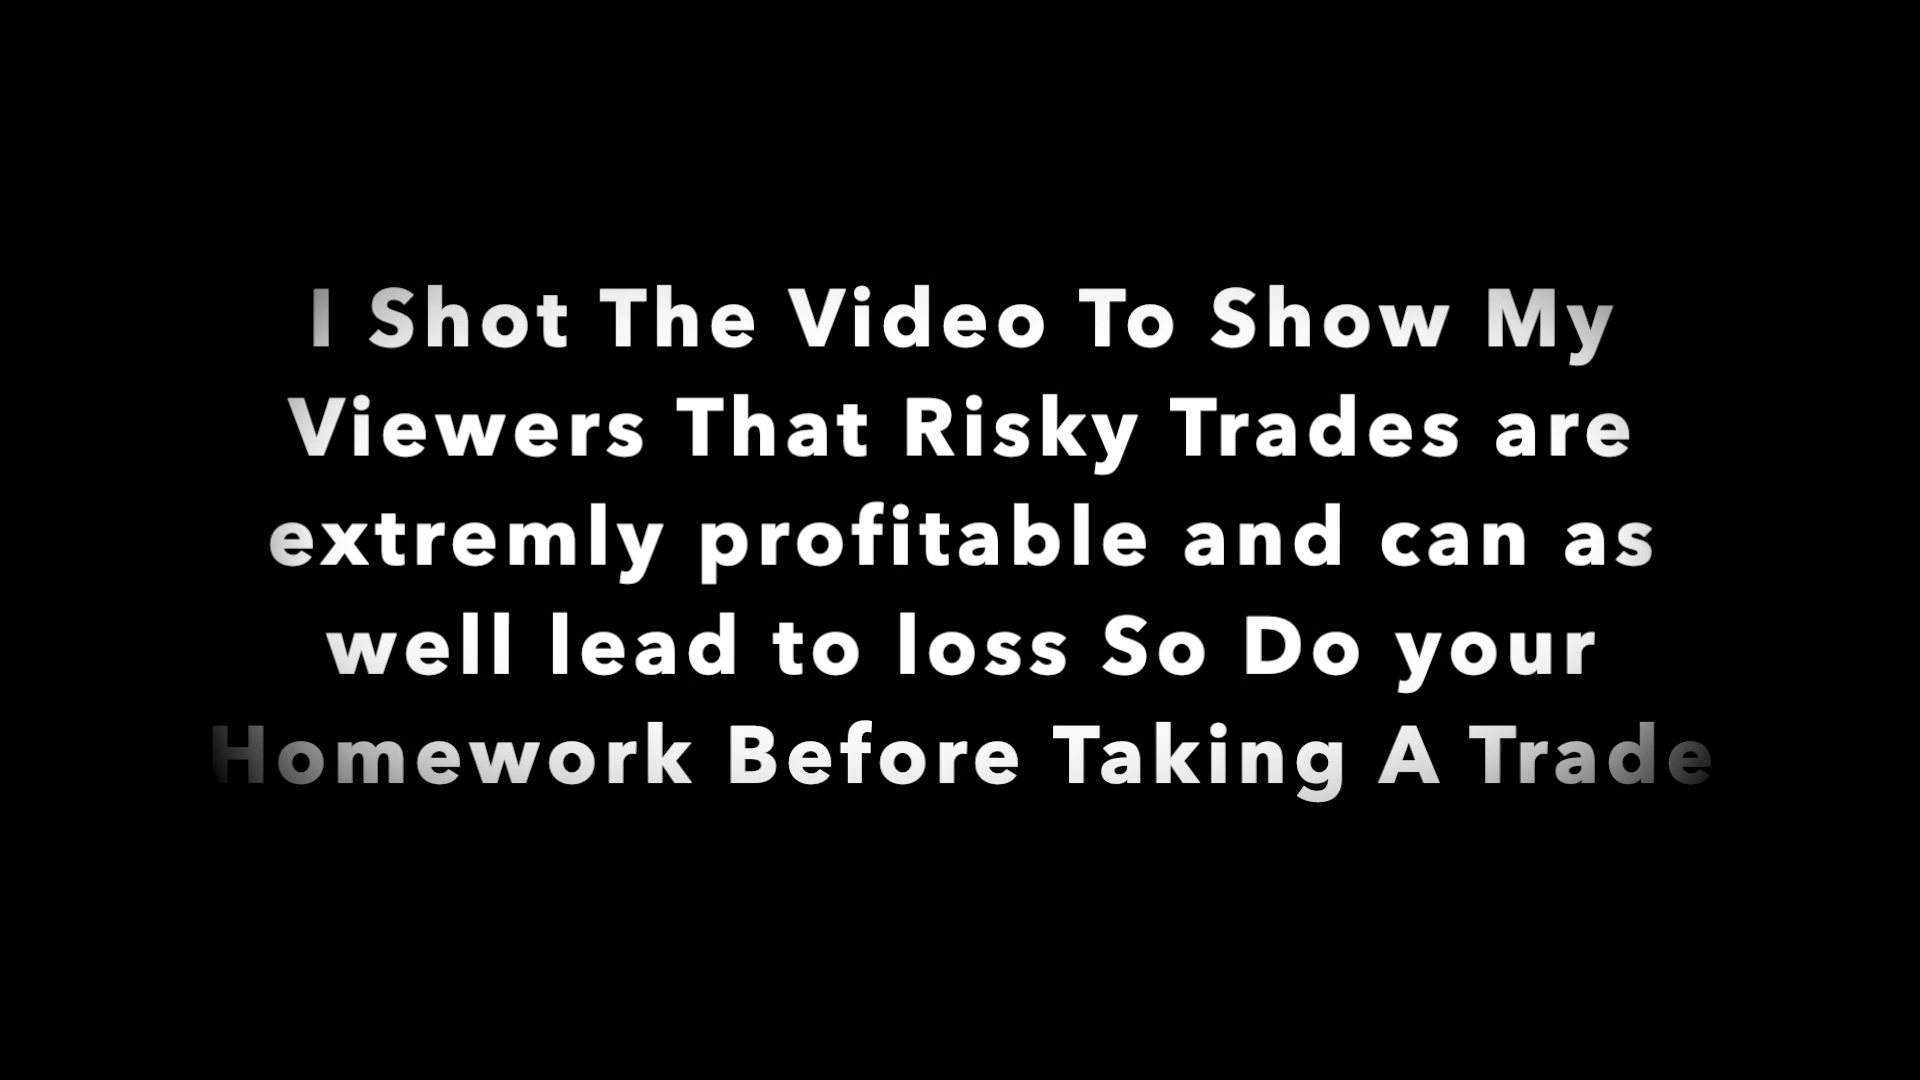 I Shot The Video To Show My
Viewers That Risky Trades are
extremly profitable and can as
well lead to loss So Do your
Homework Before Taking A Trade